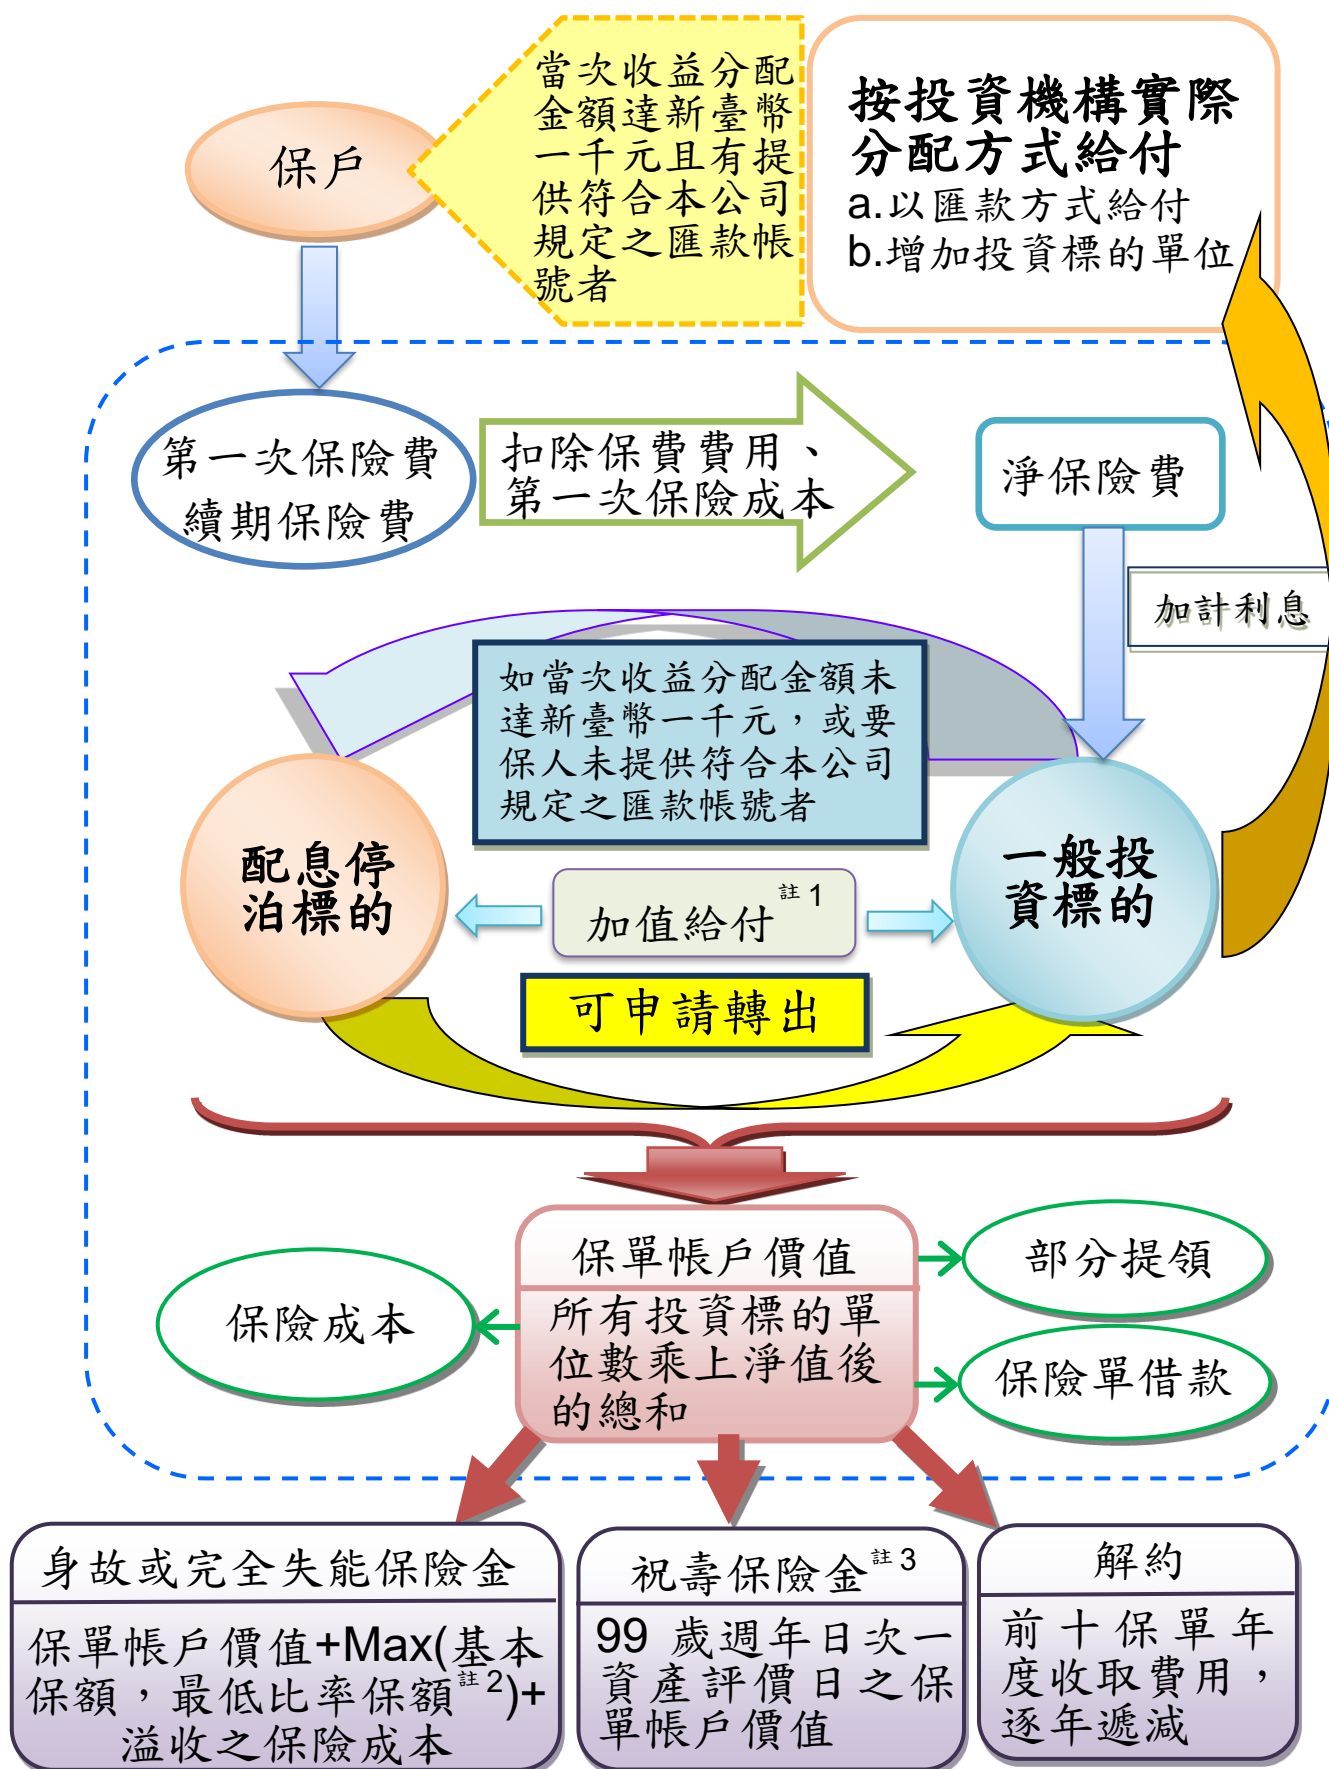 保戶
當次收益分配
金額達新臺幣
一千元且有提
供符合本公司
規定之匯款帳
號者
按投資機構實際
分配方式給付
a.以匯款方式給付
b.增加投資標的單位
第一次保險費
續期保險費
扣除保費費用、
第一次保險成本
淨保險費
加計利息
如當次收益分配金額未
達新臺幣一千元，或要
保人未提供符合本公司
規定之匯款帳號者
配息停
泊標的
加值給付註1
一般投
資標的
可申請轉出
保單帳戶價值
所有投資標的單
位數乘上淨值後
的總和
保險成本
部分提領
保險單借款
身故或完全失能保險金
保單帳戶價值+Max(基本
保額，最低比率保額註2)+
溢收之保險成本
祝壽保險金註3
99 歲週年日次一
資產評價日之保
單帳戶價值
解約
前十保單年
度收取費用，
逐年遞減